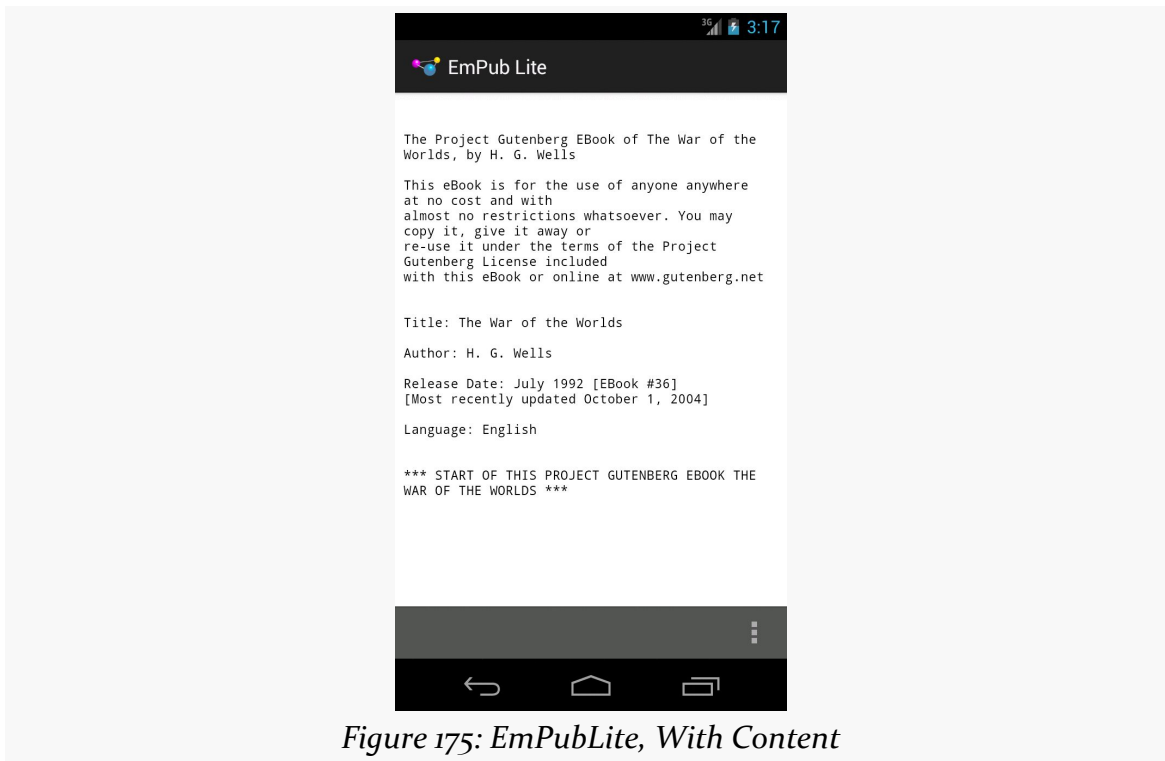 3G 3:17
EmPub Lite
The Project Gutenberg EBook of The War of the
Worlds, by H. G. Wells
This eBook is for the use of anyone anywhere
at no cost and with
almost no restrictions whatsoever. You may
copy it, give it away or
re-use it under the terms of the Project
Gutenberg License included
with this eBook or online at www.gutenberg.net
Title: The War of the Worlds
Author: H. G. Wells
Release Date: July 1992 [EBook #36]
[Most recently updated October 1, 2004]
Language: English
*** START OF THIS PROJECT GUTENBERG EBOOK THE
WAR OF THE WORLDS ***
Figure 175: EmPubLite, With Content